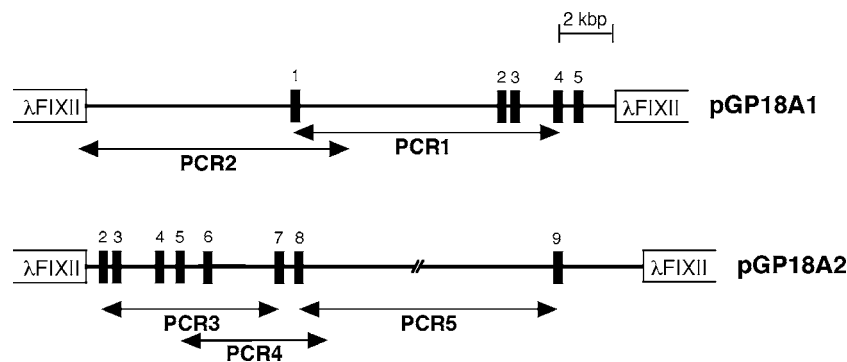 2 kbp
1 2 3 4 5
λFIXII λFIXII pGP18A1
PCR1
PCR2
2 3 4 5 6 7 8 9
λFIXII λFIXII pGP18A2
PCR3 PCR5
PCR4